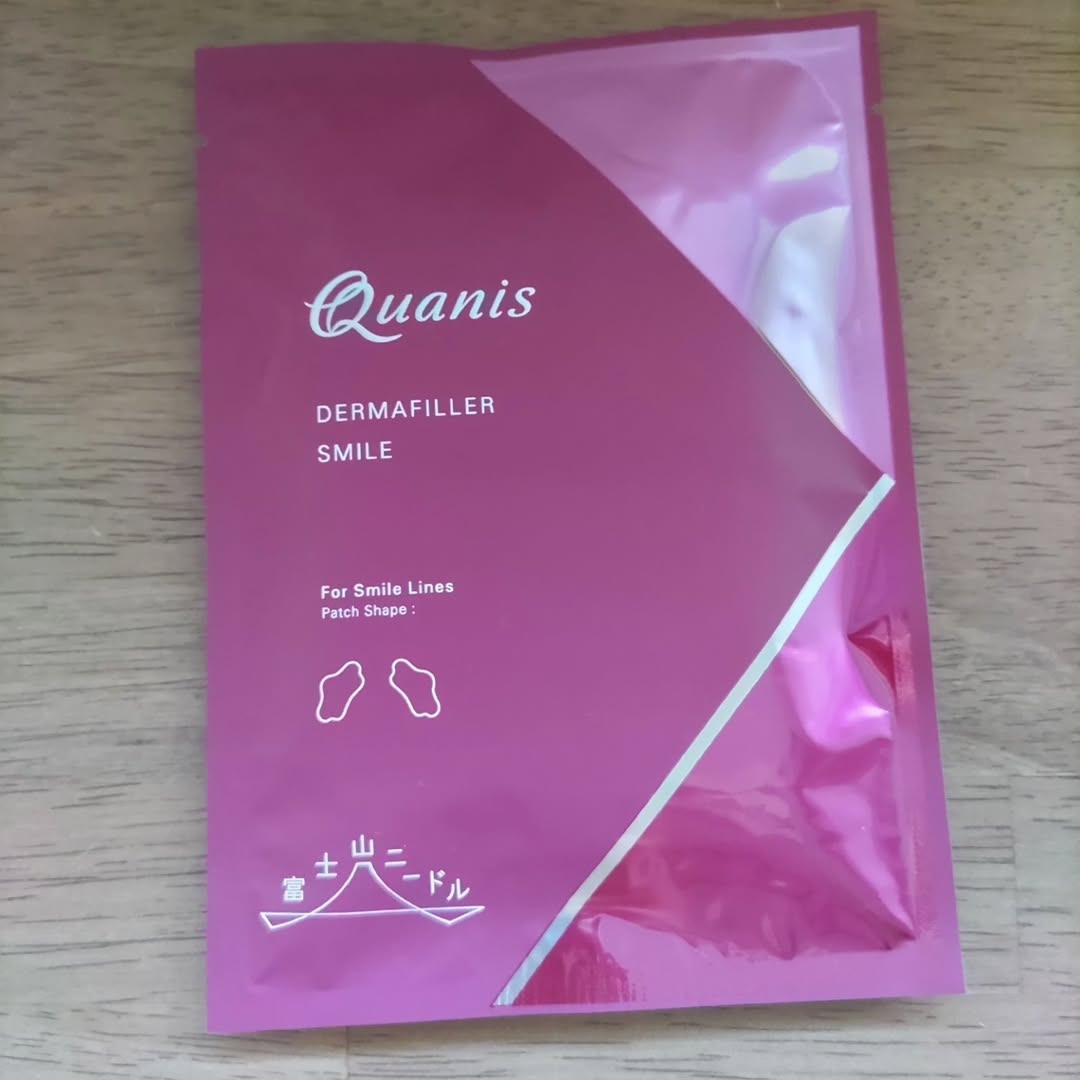 Quanis
DERMAFILLER
SMILE
For Smile Lines
Patch Shape :
富士山ニードル